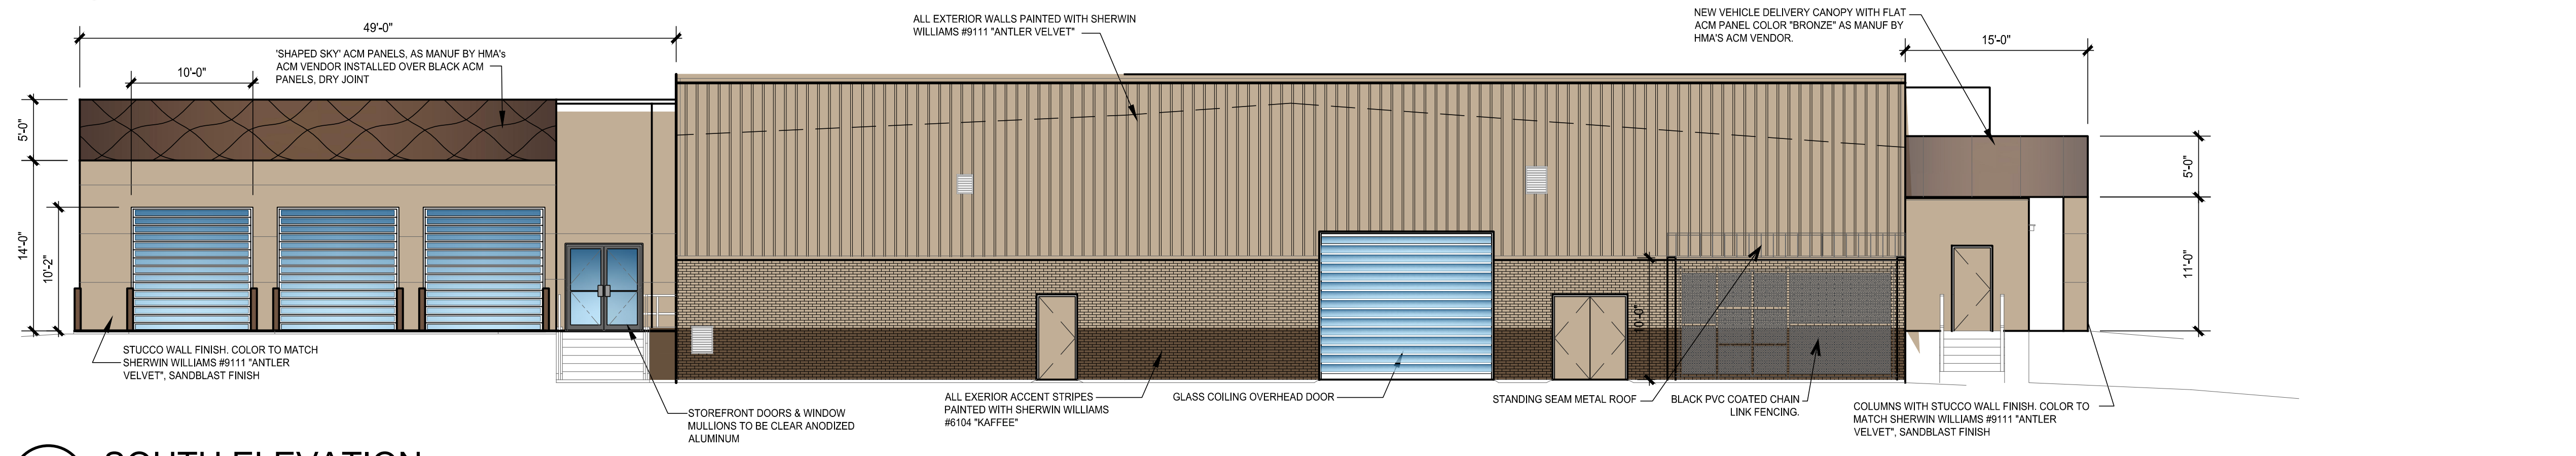 49'-0"
'SHAPED SKY' ACM PANELS, AS MANUF BY HMA's
ACM VENDOR INSTALLED OVER BLACK ACM
PANELS, DRY JOINT
10'-0"
5'-0"
14'-0"
10'-2"
ALL EXTERIOR WALLS PAINTED WITH SHERWIN
WILLIAMS #9111 "ANTLER VELVET"
NEW VEHICLE DELIVERY CANOPY WITH FLAT
ACM PANEL COLOR "BRONZE" AS MANUF BY
HMA'S ACM VENDOR.
15'-0"
5'-0"
11'-0"
10'-0"
STUCCO WALL FINISH. COLOR TO MATCH
SHERWIN WILLIAMS #9111 "ANTLER
VELVET", SANDBLAST FINISH
STOREFRONT DOORS & WINDOW
MULLIONS TO BE CLEAR ANODIZED
ALUMINUM
ALL EXERIOR ACCENT STRIPES
PAINTED WITH SHERWIN WILLIAMS
#6104 "KAFFEE"
GLASS COILING OVERHEAD DOOR
STANDING SEAM METAL ROOF
BLACK PVC COATED CHAIN
LINK FENCING.
COLUMNS WITH STUCCO WALL FINISH. COLOR TO
MATCH SHERWIN WILLIAMS #9111 "ANTLER
VELVET", SANDBLAST FINISH
SOUTH ELEVATION